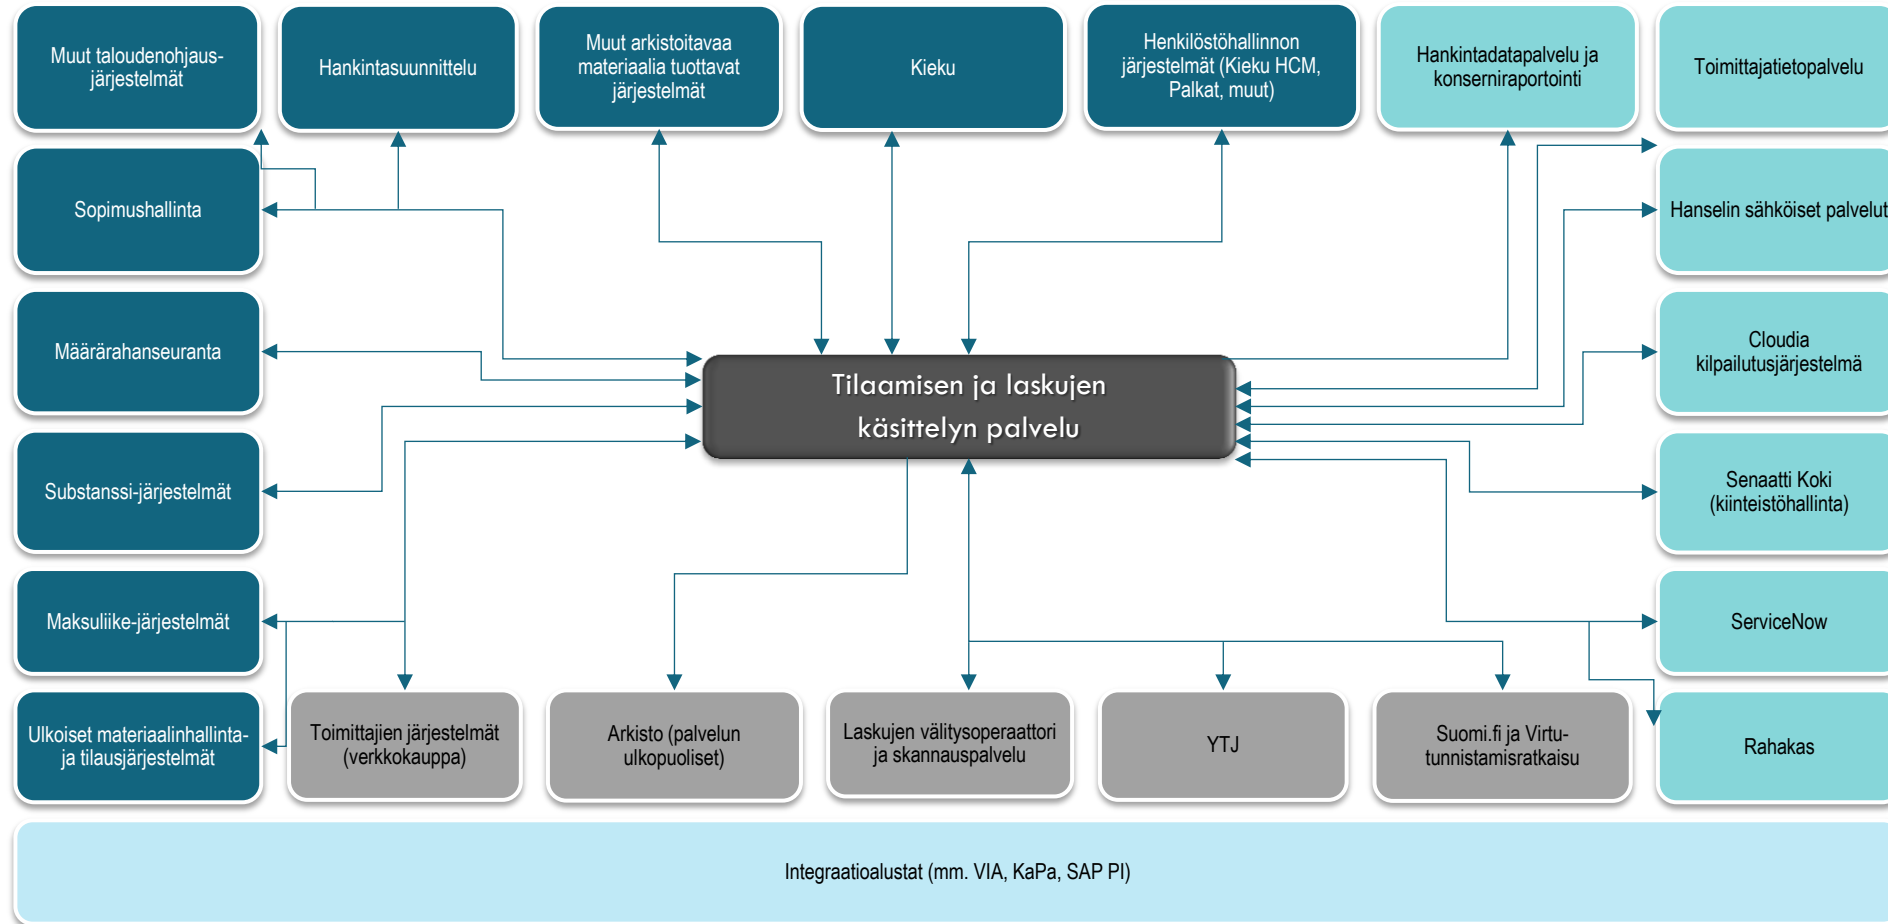 Muut taloudenohjaus-
järjestelmät
Hankintasuunnittelu
Muut arkistoitavaa
materiaalia tuottavat
järjestelmät
Kieku
Henkilöstöhallinnon
järjestelmät (Kieku HCM,
Palkat, muut)
Hankintadatapalvelu ja
konserniraportointi
Toimittajatietopalvelu
Sopimushallinta
Hanselin sähköiset palvelut
Määrärahanseuranta
Cloudia
kilpailutusjärjestelmä
Tilaamisen ja laskujen
käsittelyn palvelu
Substanssi-järjestelmät
Senaatti Koki
(kiinteistöhallinta)
Maksuliike-järjestelmät
ServiceNow
Ulkoiset materiaalinhallinta-
ja tilausjärjestelmät
Toimittajien järjestelmät
(verkkokauppa)
Arkisto (palvelun
ulkopuoliset)
Laskujen välitysoperaattori
ja skannauspalvelu
YTJ
Suomi.fi ja Virtu-
tunnistamisratkaisu
Rahakas
Integraatioalustat (mm. VIA, KaPa, SAP PI)